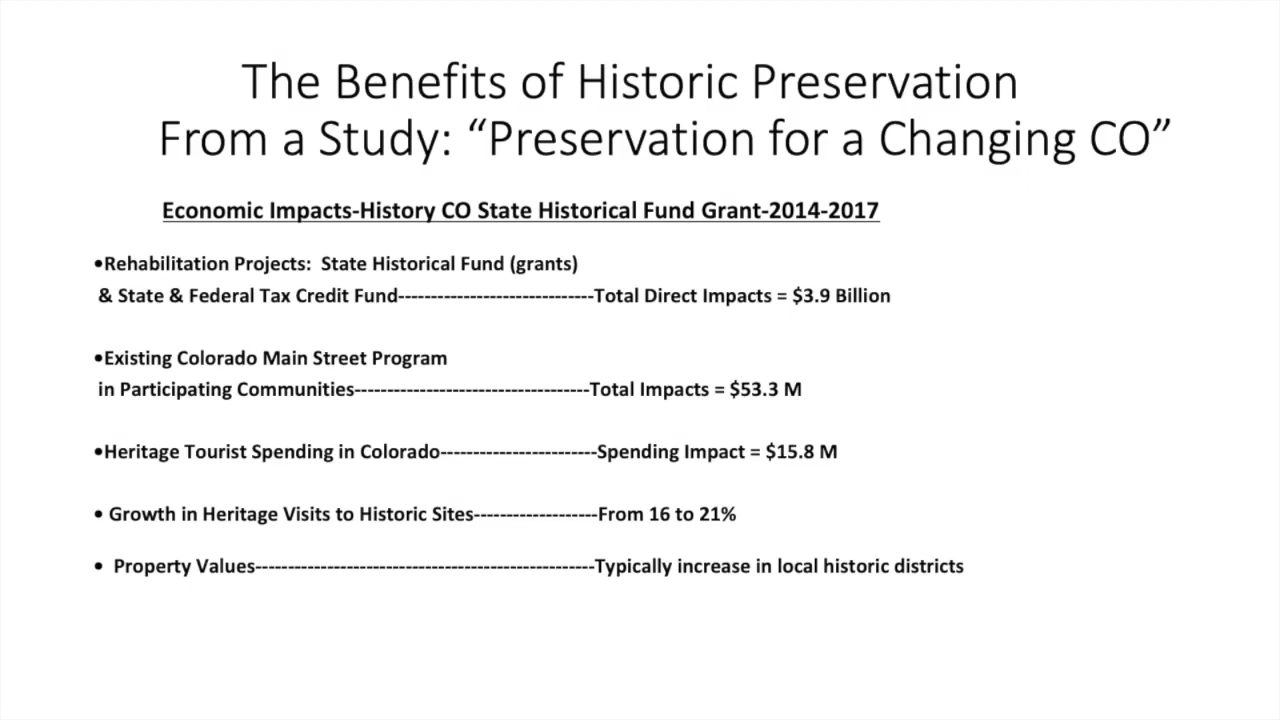 The Benefits of Historic Preservation
From a Study: “Preservation for a Changing CO”
Economic Impacts-History CO State Historical Fund Grant-2014-2017
•Rehabilitation Projects:  State Historical Fund (grants)
& State & Federal Tax Credit Fund------------------------------Total Direct Impacts = $3.9 Billion
•Existing Colorado Main Street Program
in Participating Communities------------------------------------Total Impacts = $53.3 M
•Heritage Tourist Spending in Colorado------------------------Spending Impact = $15.8 M
• Growth in Heritage Visits to Historic Sites-------------------From 16 to 21%
•  Property Values----------------------------------------------------Typically increase in local historic districts